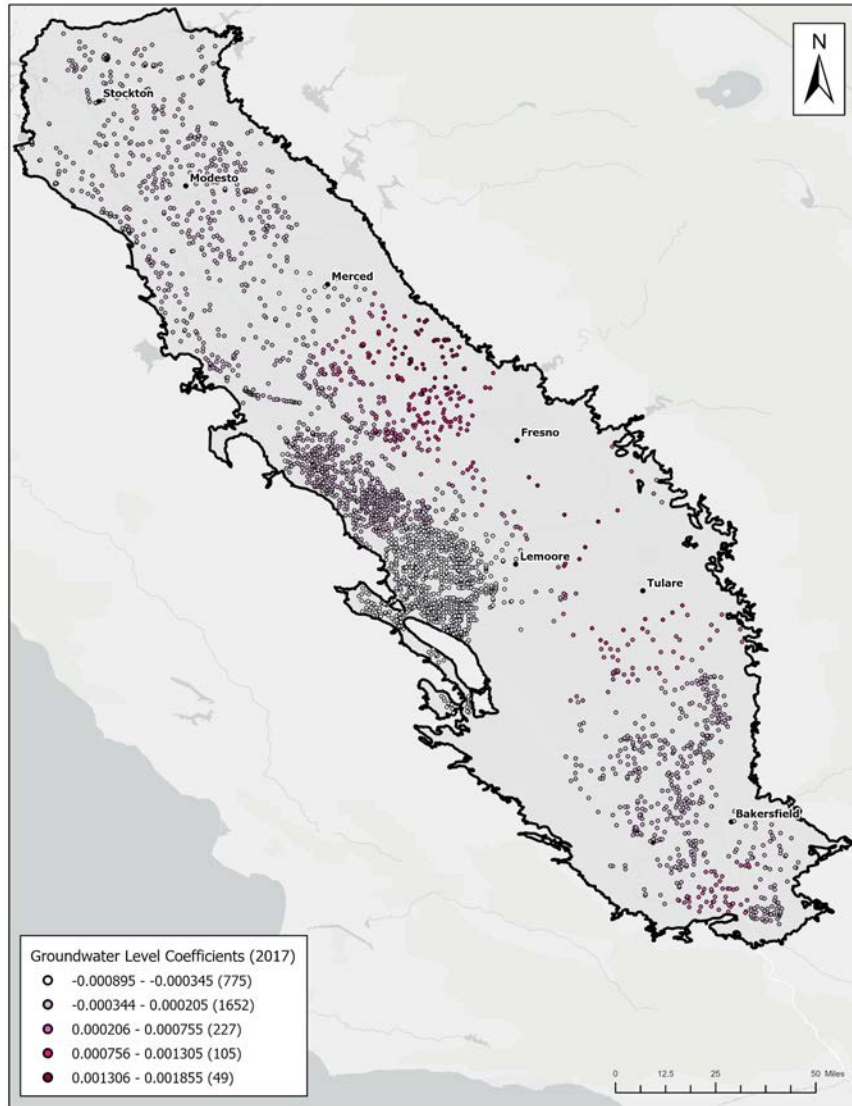 N
Stockton
Modesto
Merced
Fresno
Lemoore
Tulare
Bakersfield
Groundwater Level Coefficients (2017)
-0.000895 - -0.000345 (775)
-0.000344 - 0.000205 (1652)
0.000206 - 0.000755 (227)
0.000756 - 0.001305 (105)
0.001306 - 0.001855 (49)
0 12.5 25 50 Miles